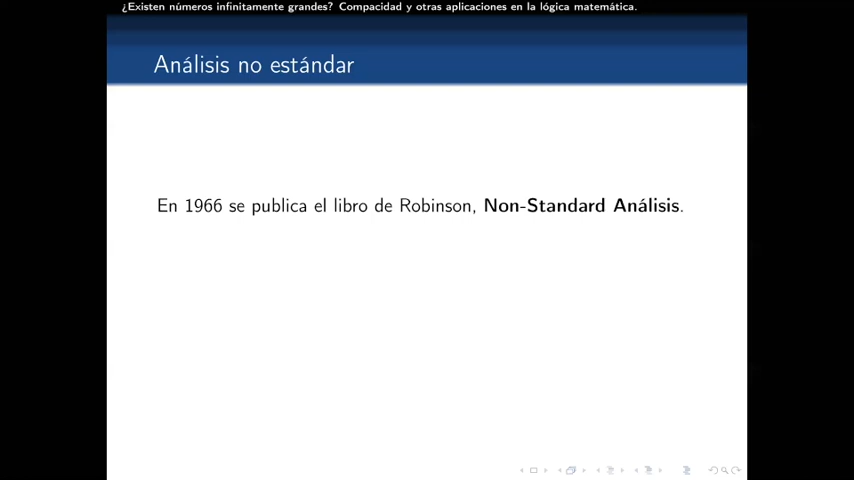 ¿Existen números infinitamente grandes? Compacidad y otras aplicaciones en la lógica matemática.
Análisis no estándar
En 1966 se publica el libro de Robinson, Non-Standard Análisis.